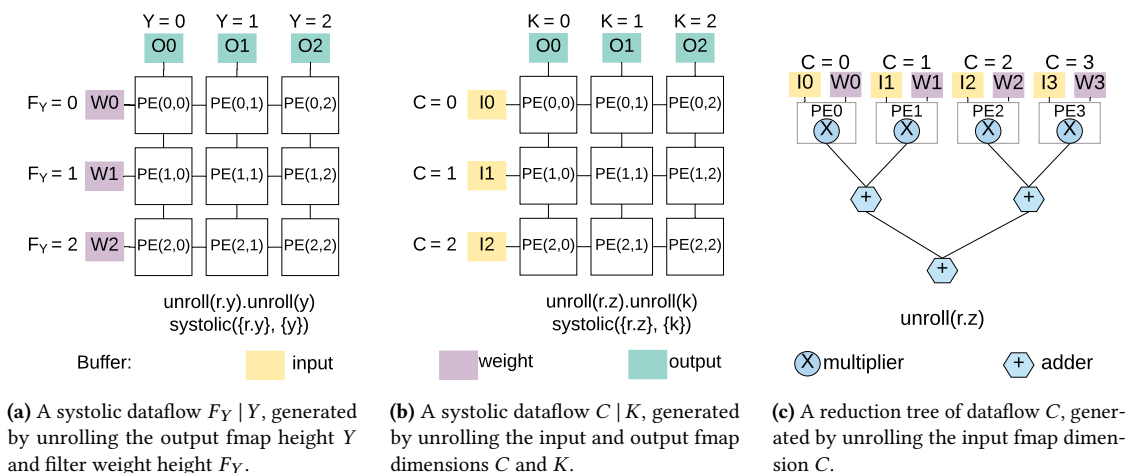 Y = 0 Y = 1 Y = 2
O0 O1 O2
F_Y = 0 W0 PE(0,0) PE(0,1) PE(0,2)
F_Y = 1 W1 PE(1,0) PE(1,1) PE(1,2)
F_Y = 2 W2 PE(2,0) PE(2,1) PE(2,2)
unroll(r.y).unroll(y)
systolic({r.y}, {y})
K = 0 K = 1 K = 2
O0 O1 O2
C = 0 I0 PE(0,0) PE(0,1) PE(0,2)
C = 1 I1 PE(1,0) PE(1,1) PE(1,2)
C = 2 I2 PE(2,0) PE(2,1) PE(2,2)
unroll(r.z).unroll(k)
systolic({r.z}, {k})
C = 0 C = 1 C = 2 C = 3
I0 W0 I1 W1 I2 W2 I3 W3
PE0 PE1 PE2 PE3
X X X X
+ +
+
unroll(r.z)
Buffer: input weight output X multiplier + adder
(a) A systolic dataflow F_Y | Y, generated
by unrolling the output fmap height Y
and filter weight height F_Y.
(b) A systolic dataflow C | K, generated
by unrolling the input and output fmap
dimensions C and K.
(c) A reduction tree of dataflow C, gener-
ated by unrolling the input fmap dimen-
sion C.